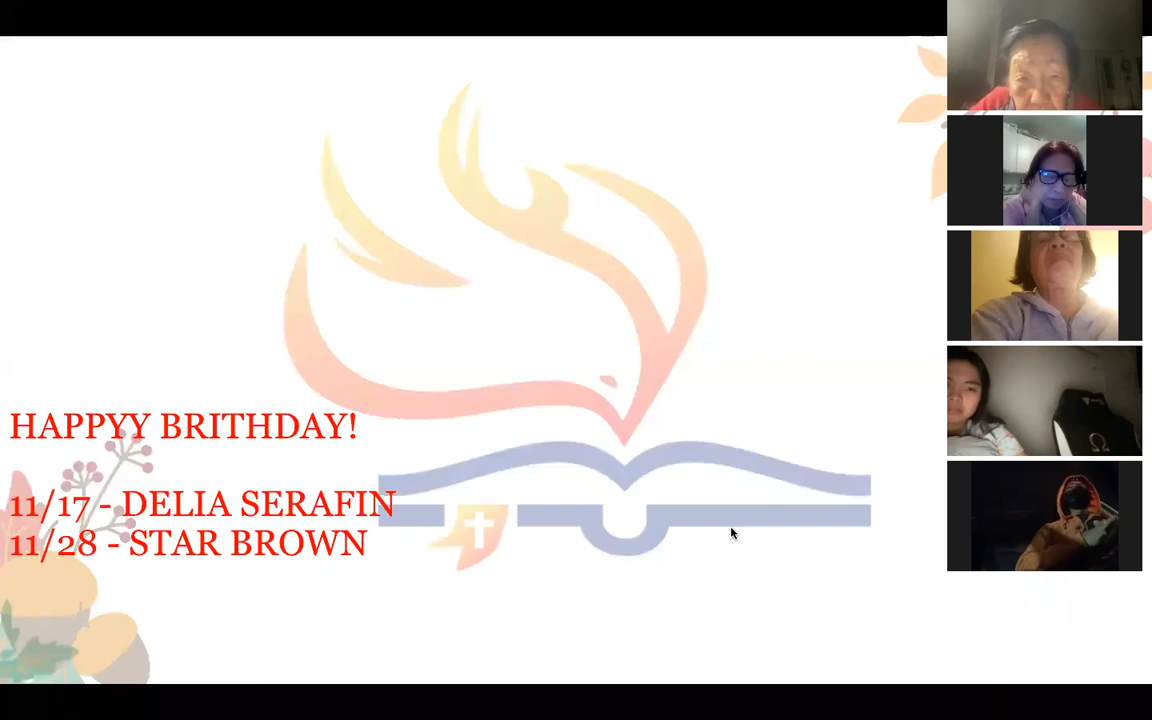 HAPPYY BRITHDAY!
11/17 - DELIA SERAFIN
11/28 - STAR BROWN